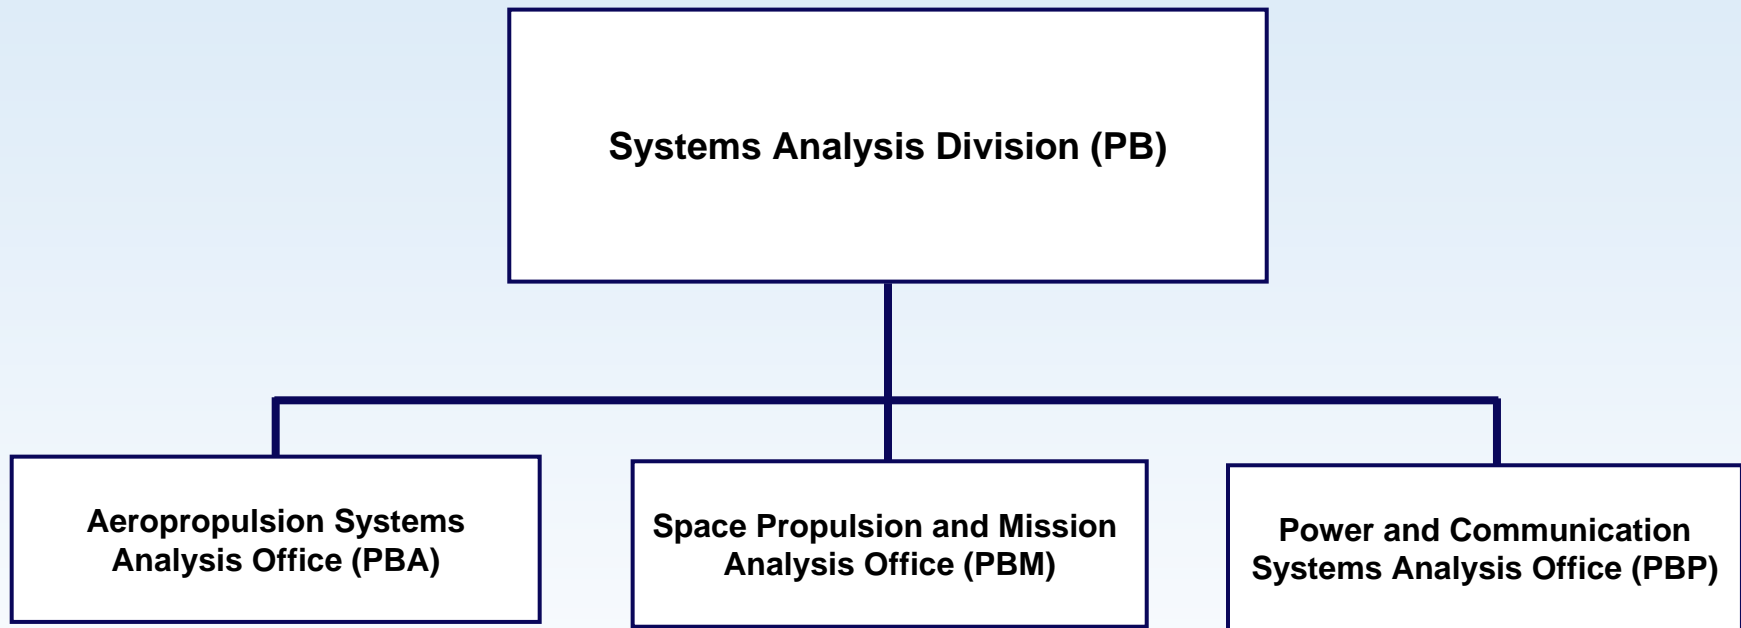 Systems Analysis Division (PB)
Aeropropulsion Systems
Analysis Office (PBA)
Space Propulsion and Mission
Analysis Office (PBM)
Power and Communication
Systems Analysis Office (PBP)